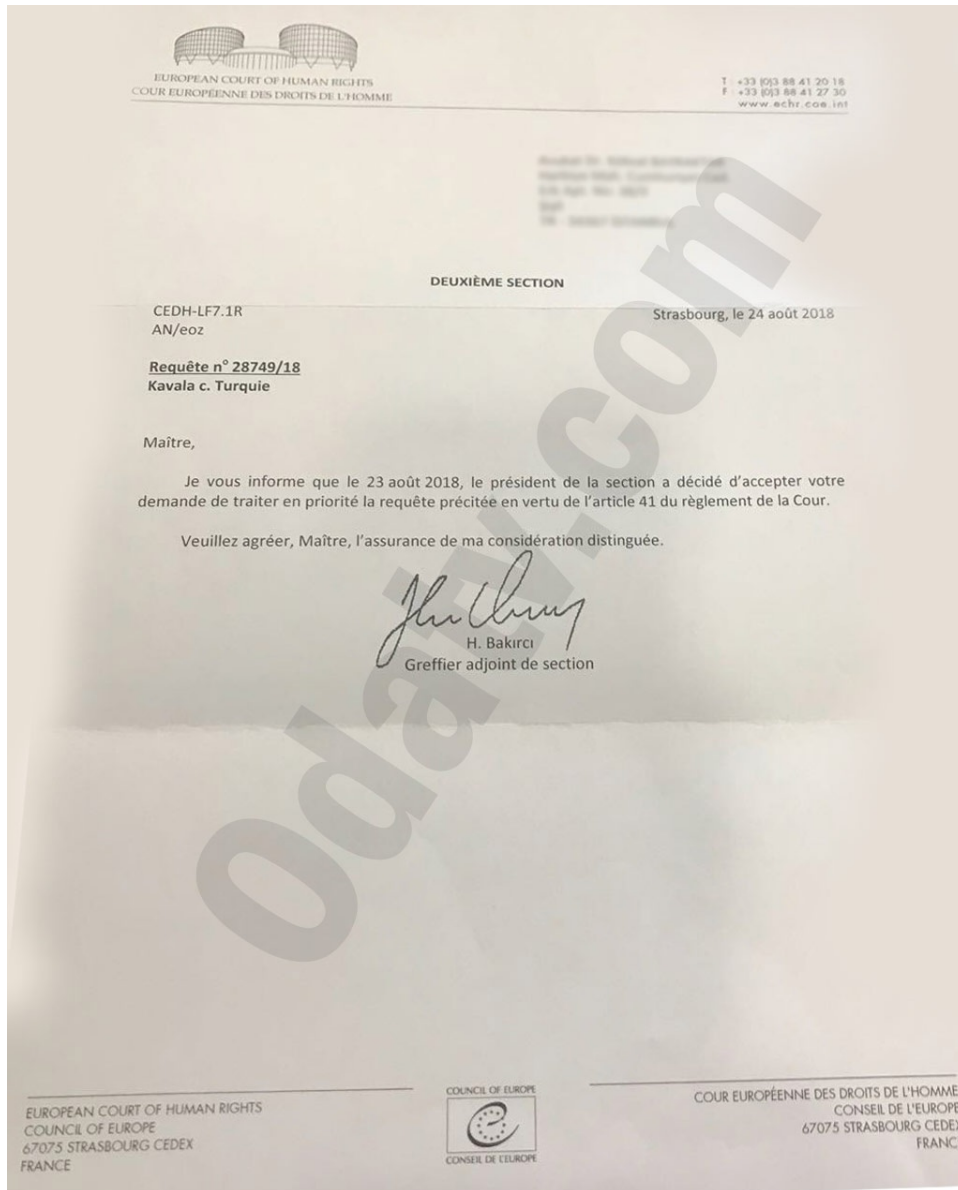 EUROPEAN COURT OF HUMAN RIGHTS
COUR EUROPÉENNE DES DROITS DE L'HOMME
T : +33 (0)3 88 41 20 18
F : +33 (0)3 88 41 27 30
www.echr.coe.int
DEUXIÈME SECTION
CEDH-LF7.1R
AN/eoz
Strasbourg, le 24 août 2018
Requête n° 28749/18
Kavala c. Turquie
Maître,
Je vous informe que le 23 août 2018, le président de la section a décidé d'accepter votre
demande de traiter en priorité la requête précitée en vertu de l'article 41 du règlement de la Cour.
Veuillez agréer, Maître, l'assurance de ma considération distinguée.
H. Bakırcı
Greffier adjoint de section
Odatv.com
EUROPEAN COURT OF HUMAN RIGHTS
COUNCIL OF EUROPE
67075 STRASBOURG CEDEX
FRANCE
COUNCIL OF EUROPE
CONSEIL DE L'EUROPE
COUR EUROPÉENNE DES DROITS DE L'HOMME
CONSEIL DE L'EUROPE
67075 STRASBOURG CEDEX
FRANC